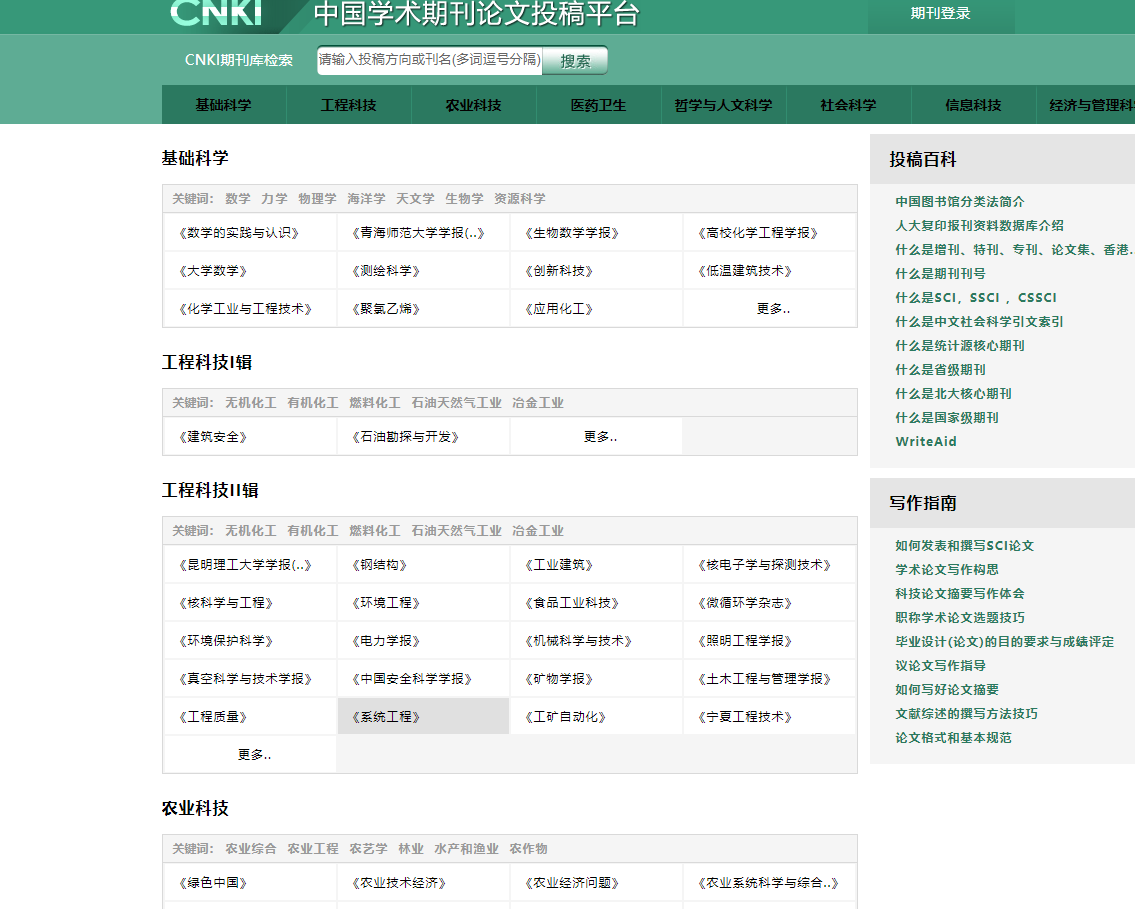 CNKI 中国学术期刊论文投稿平台 期刊登录
CNKI期刊库检索 请输入投稿方向或刊名(多词逗号分隔) 搜索
基础科学 工程科技 农业科技 医药卫生 哲学与人文科学 社会科学 信息科技 经济与管理科
基础科学
关键词: 数学 力学 物理学 海洋学 天文学 生物学 资源科学
《数学的实践与认识》 《青海师范大学学报(..》 《生物数学学报》 《高校化学工程学报》
《大学数学》 《测绘科学》 《创新科技》 《低温建筑技术》
《化学工业与工程技术》 《聚氯乙烯》 《应用化工》 更多..
工程科技I辑
关键词: 无机化工 有机化工 燃料化工 石油天然气工业 冶金工业
《建筑安全》 《石油勘探与开发》 更多..
工程科技II辑
关键词: 无机化工 有机化工 燃料化工 石油天然气工业 冶金工业
《昆明理工大学学报(..》 《钢结构》 《工业建筑》 《核电子学与探测技术》
《核科学与工程》 《环境工程》 《食品工业科技》 《微循环学杂志》
《环境保护科学》 《电力学报》 《机械科学与技术》 《照明工程学报》
《真空科学与技术学报》 《中国安全科学学报》 《矿物学报》 《土木工程与管理学报》
《工程质量》 《系统工程》 《工矿自动化》 《宁夏工程技术》
更多..
农业科技
关键词: 农业综合 农业工程 农艺学 林业 水产和渔业 农作物
《绿色中国》 《农业技术经济》 《农业经济问题》 《农业系统科学与综合..》
投稿百科
中国图书馆分类法简介
人大复印报刊资料数据库介绍
什么是增刊、特刊、专刊、论文集、香港..
什么是期刊刊号
什么是SCI，SSCI ，CSSCI
什么是中文社会科学引文索引
什么是统计源核心期刊
什么是省级期刊
什么是北大核心期刊
什么是国家级期刊
WriteAid
写作指南
如何发表和撰写SCI论文
学术论文写作构思
科技论文摘要写作体会
职称学术论文选题技巧
毕业设计(论文)的目的要求与成绩评定
议论文写作指导
如何写好论文摘要
文献综述的撰写方法技巧
论文格式和基本规范